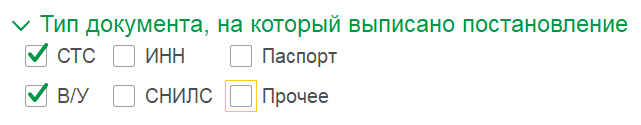 Тип документа, на который выписано постановление
СТС ИНН Паспорт
В/У СНИЛС Прочее